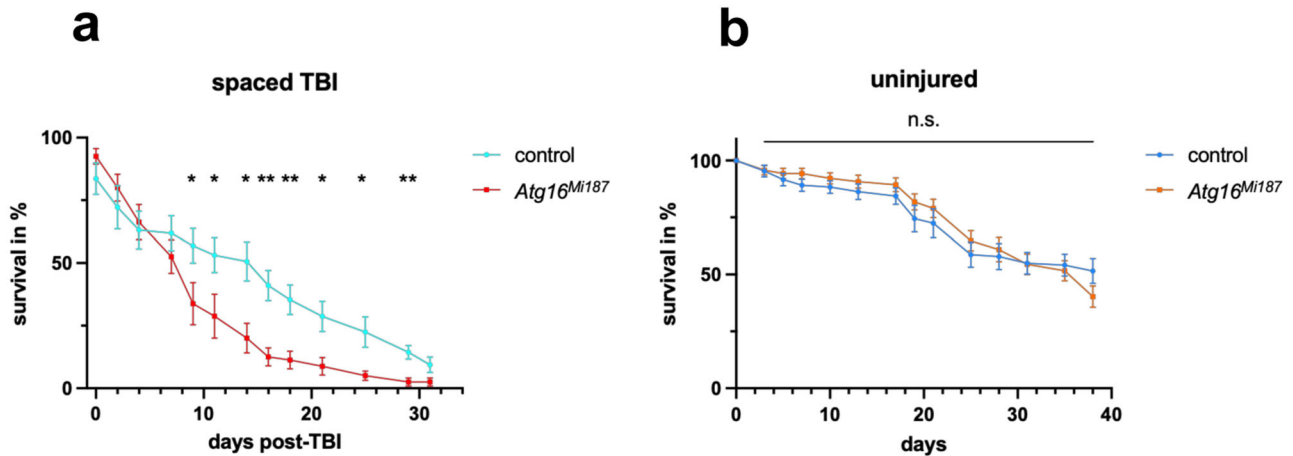 a
b
spaced TBI
uninjured
n.s.
100
50
0
survival in %
* * * ** ** * * **
control
Atg16Mi187
0 10 20 30
days post-TBI
100
50
0
survival in %
control
Atg16Mi187
0 10 20 30 40
days